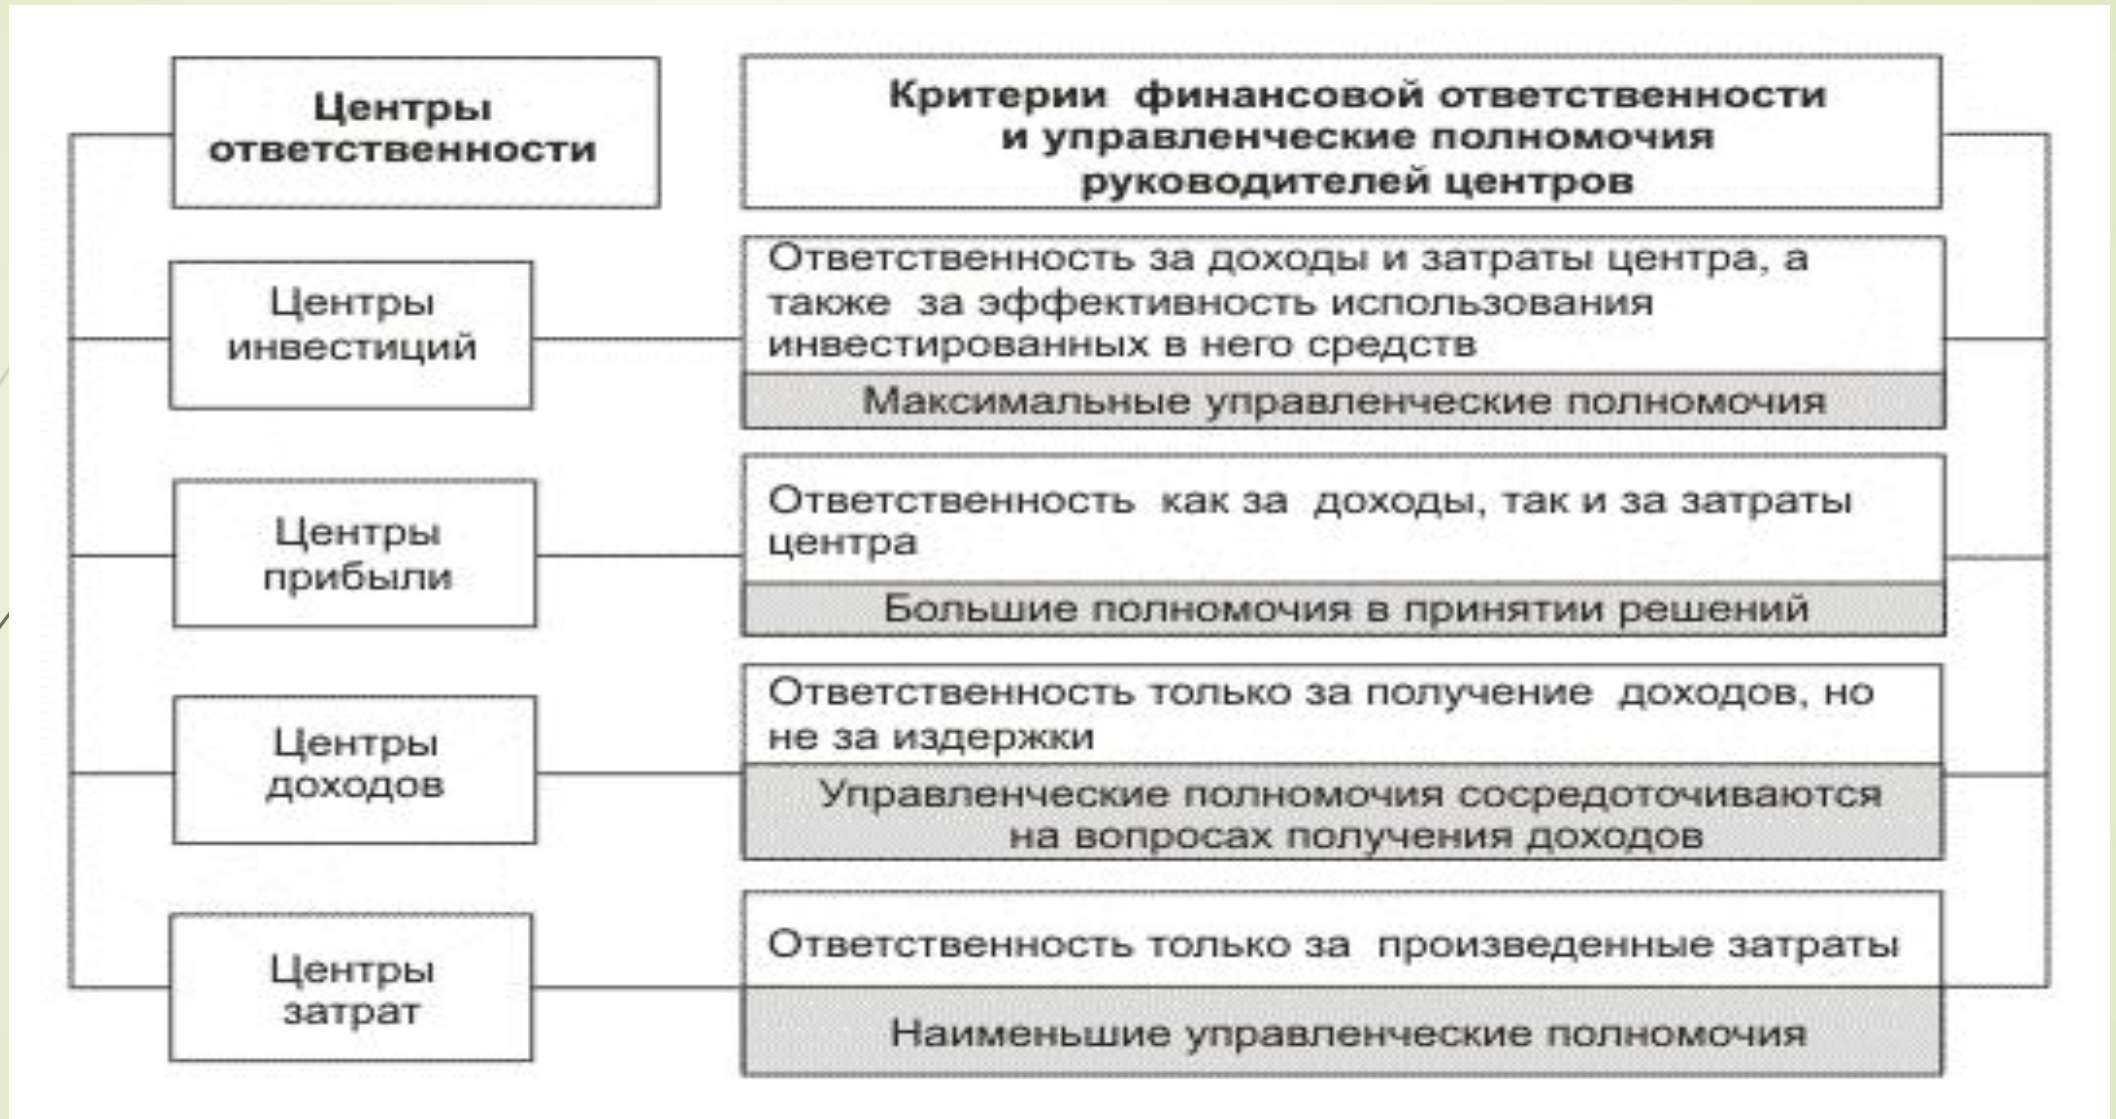 Центры
ответственности
Критерии финансовой ответственности
и управленческие полномочия
руководителей центров
Центры
инвестиций
Ответственность за доходы и затраты центра, а
также за эффективность использования
инвестированных в него средств
Максимальные управленческие полномочия
Центры
прибыли
Ответственность как за доходы, так и за затраты
центра
Большие полномочия в принятии решений
Центры
доходов
Ответственность только за получение доходов, но
не за издержки
Управленческие полномочия сосредоточиваются
на вопросах получения доходов
Центры
затрат
Ответственность только за произведенные затраты
Наименьшие управленческие полномочия